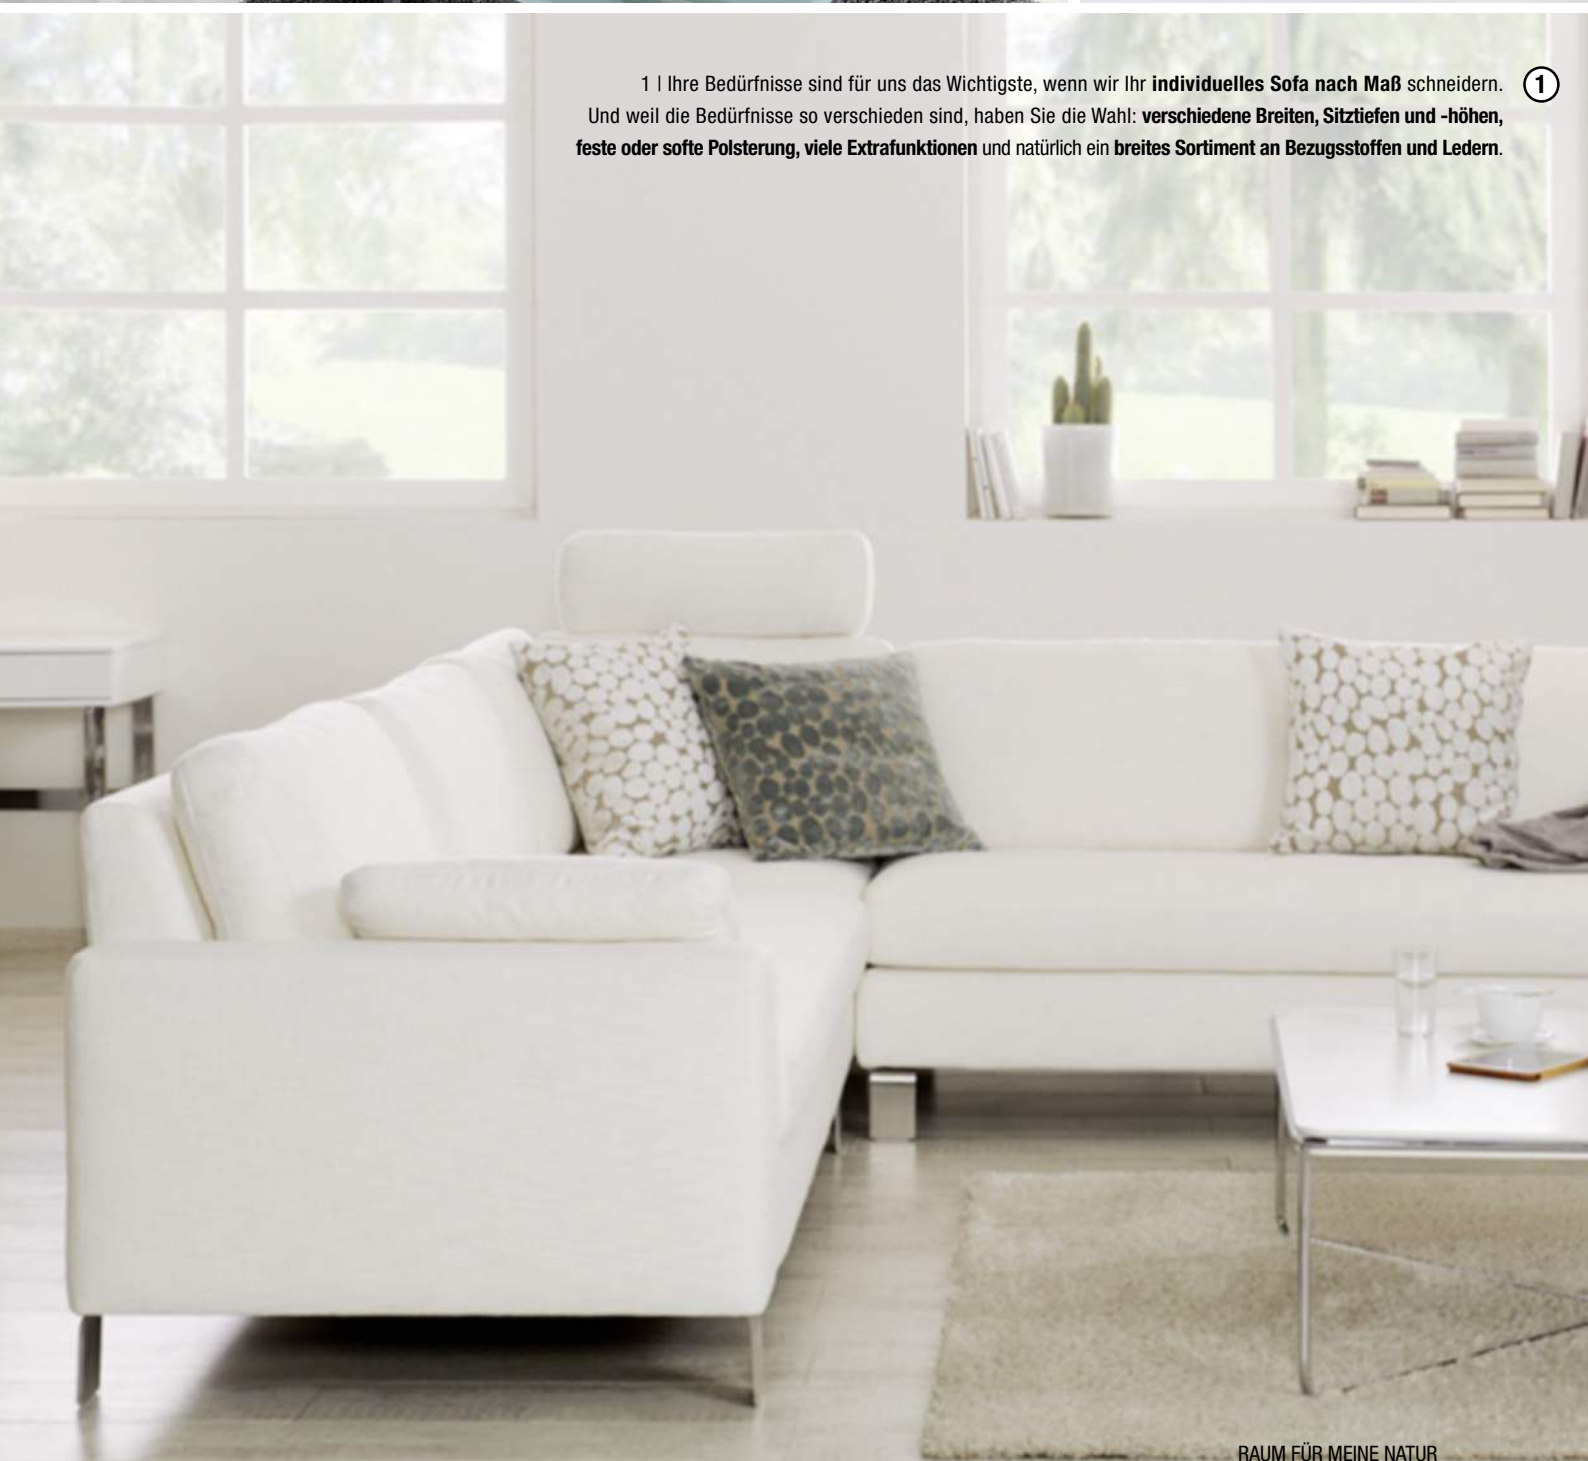 1 | Ihre Bedürfnisse sind für uns das Wichtigste, wenn wir Ihr individuelles Sofa nach Maß schneidern. 1
Und weil die Bedürfnisse so verschieden sind, haben Sie die Wahl: verschiedene Breiten, Sitztiefen und -höhen,
feste oder softe Polsterung, viele Extrafunktionen und natürlich ein breites Sortiment an Bezugsstoffen und Ledern.
RAUM FÜR MEINE NATUR